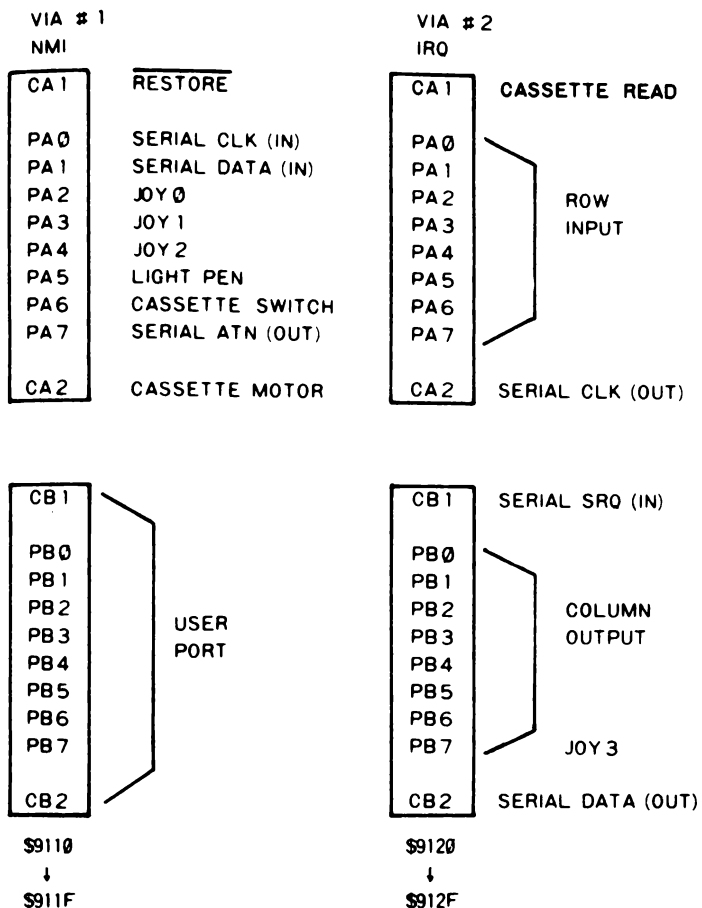 VIA # 1
NMI
CA1 RESTORE
PA0 SERIAL CLK (IN)
PA1 SERIAL DATA (IN)
PA2 JOY 0
PA3 JOY 1
PA4 JOY 2
PA5 LIGHT PEN
PA6 CASSETTE SWITCH
PA7 SERIAL ATN (OUT)
CA2 CASSETTE MOTOR
VIA # 2
IRQ
CA1 CASSETTE READ
PA0
PA1
PA2
PA3
PA4
PA5
PA6
PA7
ROW
INPUT
CA2 SERIAL CLK (OUT)
CB1
PB0
PB1
PB2
PB3
PB4
PB5
PB6
PB7
CB2
USER
PORT
$9110
↓
$911F
CB1 SERIAL SRQ (IN)
PB0
PB1
PB2
PB3
PB4
PB5
PB6
COLUMN
OUTPUT
PB7 JOY 3
CB2 SERIAL DATA (OUT)
$9120
↓
$912F